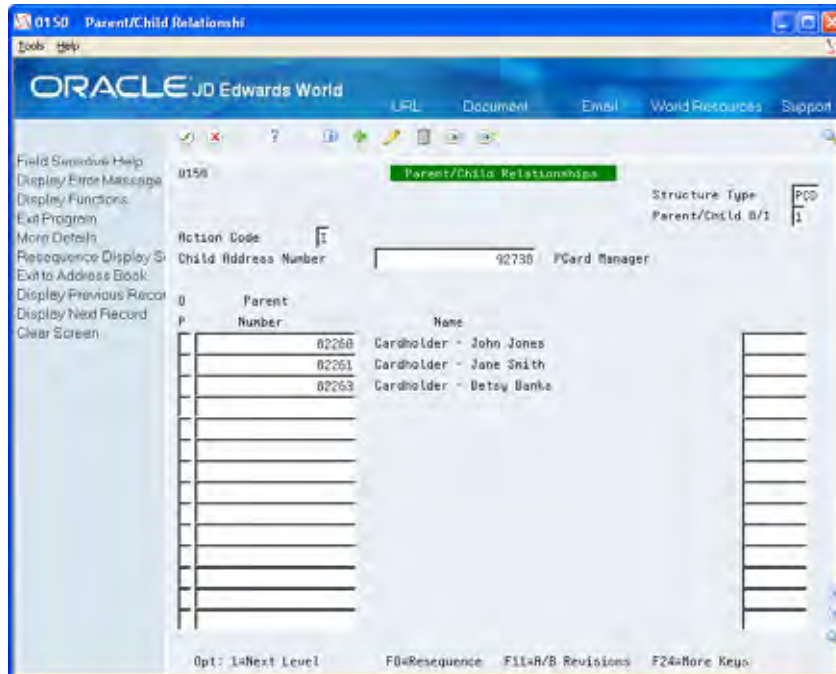 0150 Parent/Child Relationshi
Tools Help
ORACLE JD Edwards World
URL Document Email World Resources Support
Field Sensitive Help
Display Error Message
Display Functions
Exit Program
More Details
Resequence Display S
Exit to Address Book
Display Previous Recor
Display Next Record
Clear Screen
0150 Parent/Child Relationships
Structure Type PCD
Parent/Child 0/1 1
Action Code I
Child Address Number 92738 PCard Manager
O Parent
P Number Name
82260 Cardholder - John Jones
82261 Cardholder - Jane Smith
82263 Cardholder - Betsy Banks
Opt: 1=Next Level F8=Resequence F11=A/B Revisions F24=More Keys